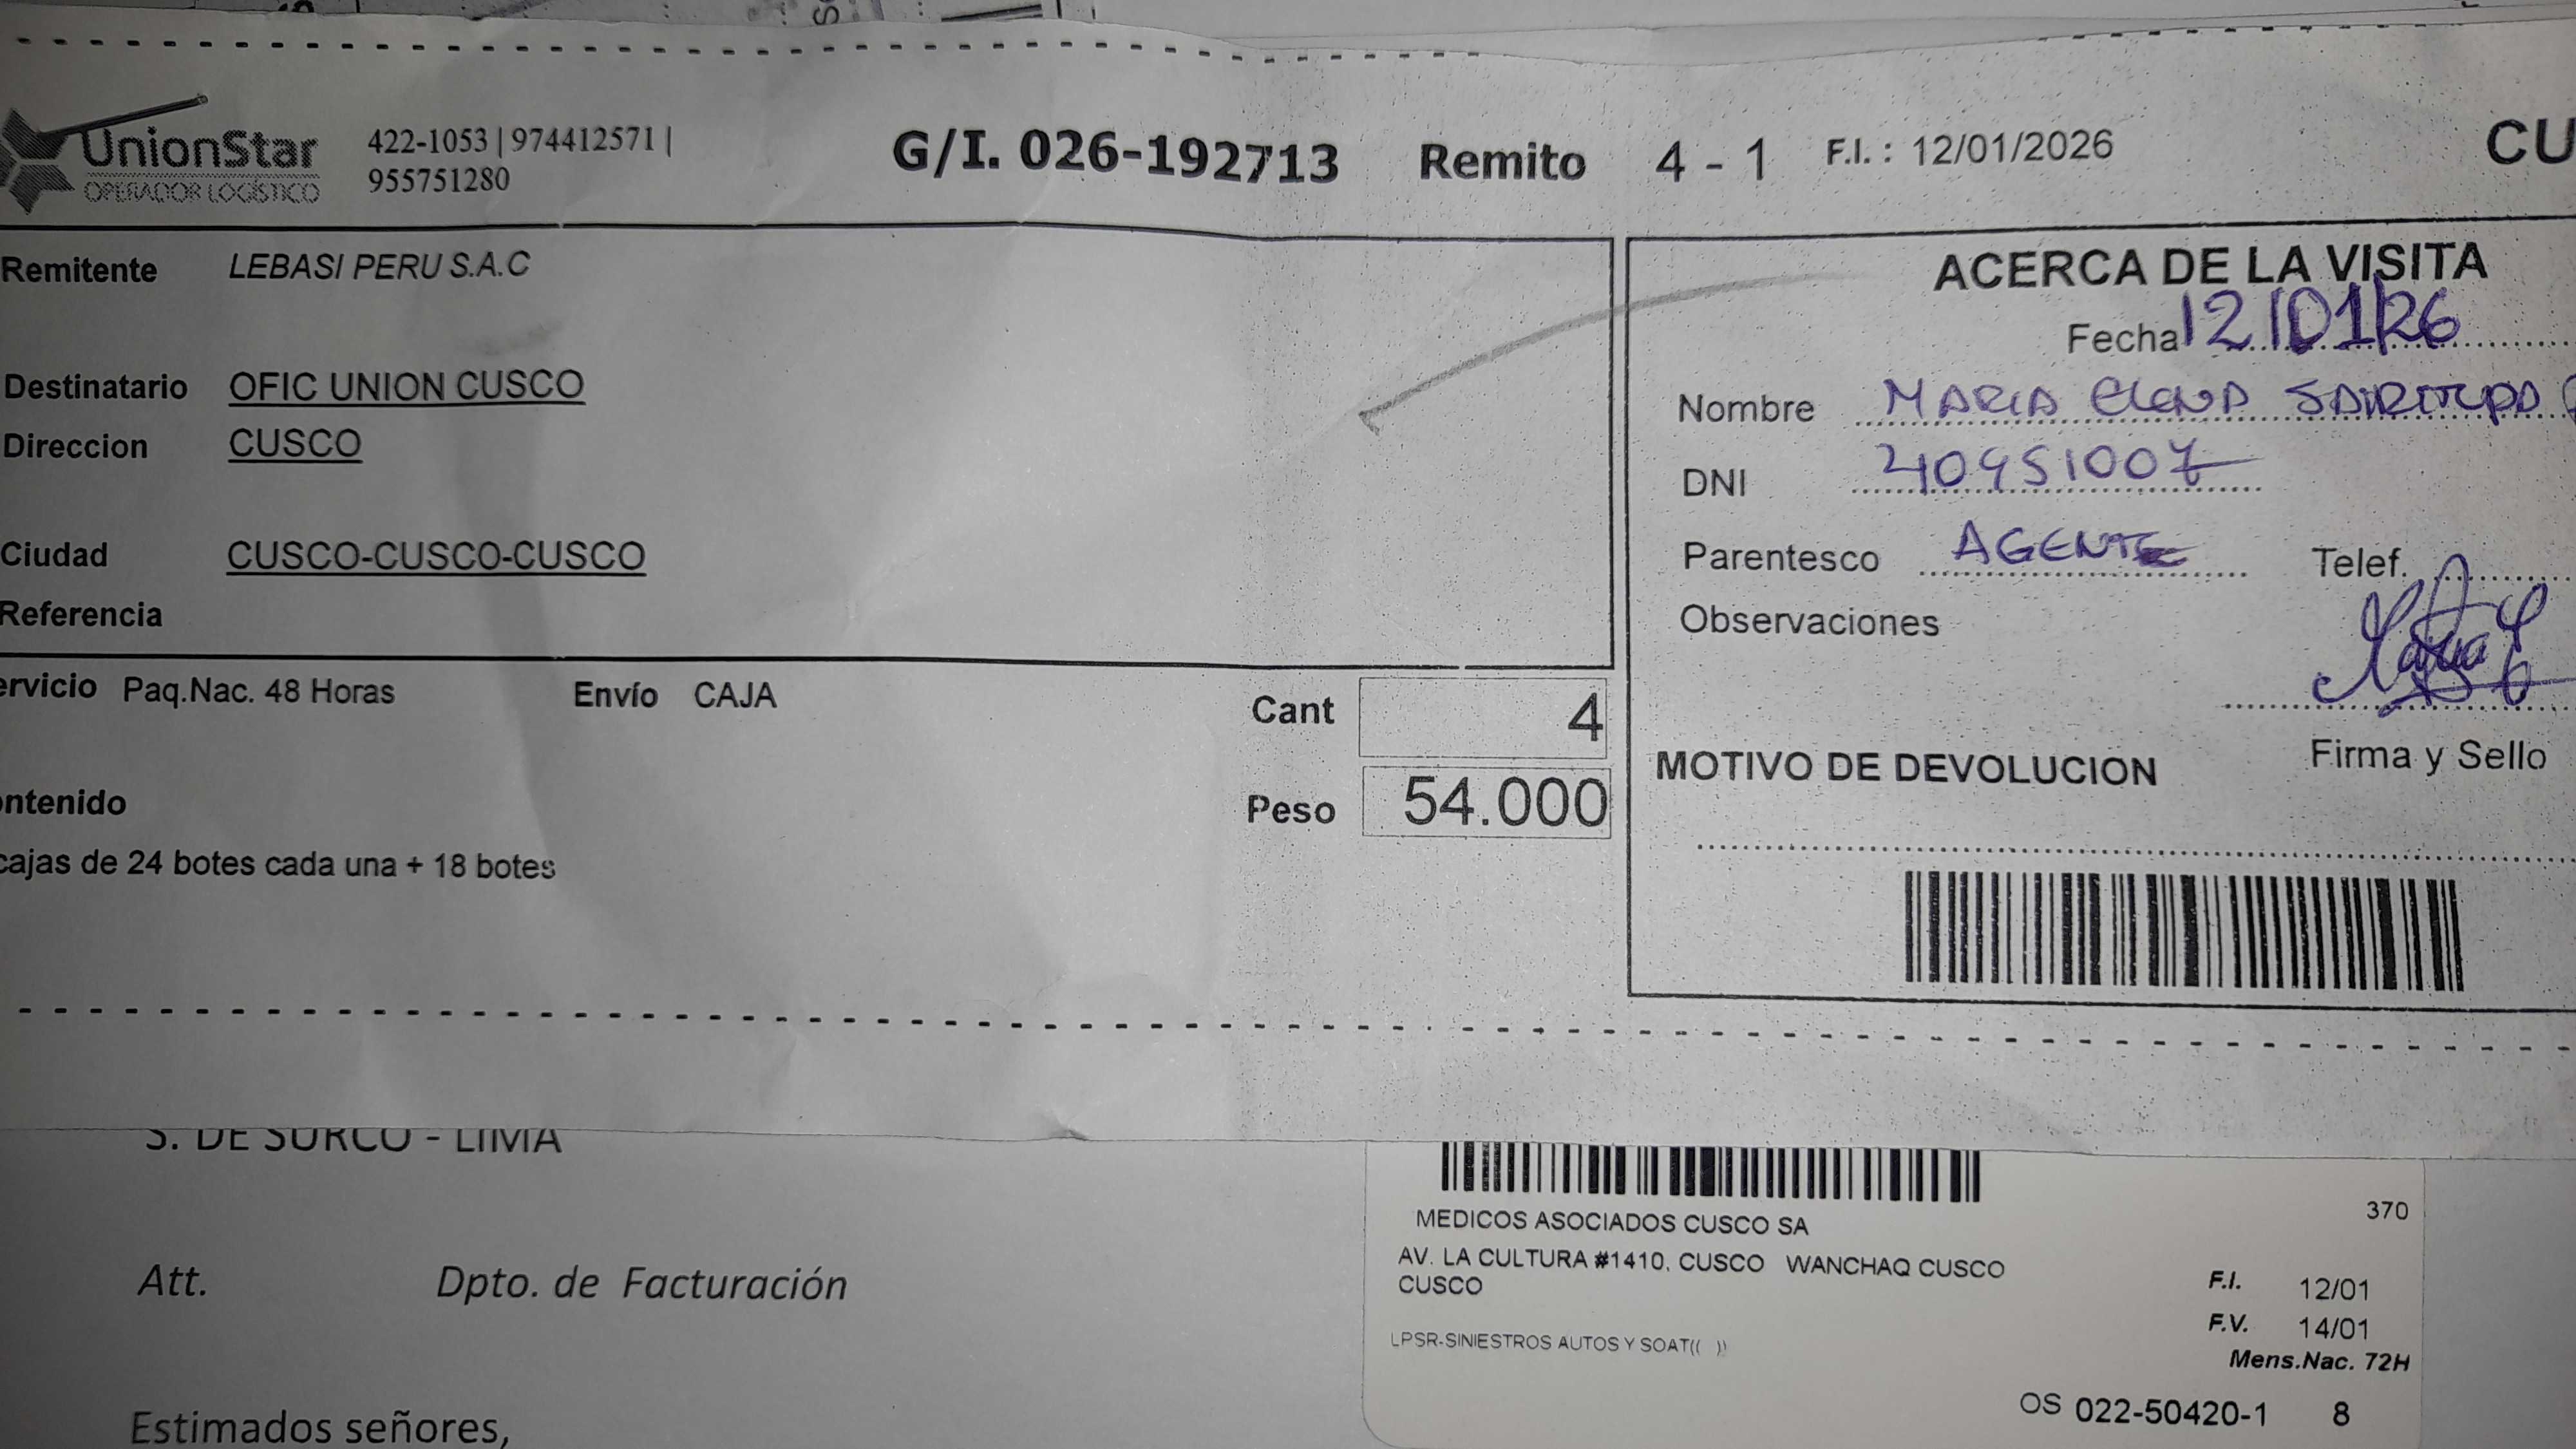 UnionStar
OPERADOR LOGÍSTICO
422-1053 | 974412571 |
955751280
G/I. 026-192713 Remito 4 - 1 F.I. : 12/01/2026 CU
Remitente LEBASI PERU S.A.C
Destinatario OFIC UNION CUSCO
Direccion CUSCO
Ciudad CUSCO-CUSCO-CUSCO
Referencia
ervicio Paq.Nac. 48 Horas Envío CAJA
Cant 4
Peso 54.000
ontenido
cajas de 24 botes cada una + 18 botes
ACERCA DE LA VISITA
Fecha 12/01/26
Nombre MARIA ELENA
DNI 40951007
Parentesco AGENTE Telef.
Observaciones
Firma y Sello
MOTIVO DE DEVOLUCION
S. DE SURCO - LIMA
Att. Dpto. de Facturación
Estimados señores,
MEDICOS ASOCIADOS CUSCO SA
370
AV. LA CULTURA #1410. CUSCO WANCHAQ CUSCO
CUSCO
F.I. 12/01
F.V. 14/01
LPSR-SINIESTROS AUTOS Y SOAT(( ))
Mens.Nac. 72H
OS 022-50420-1 8